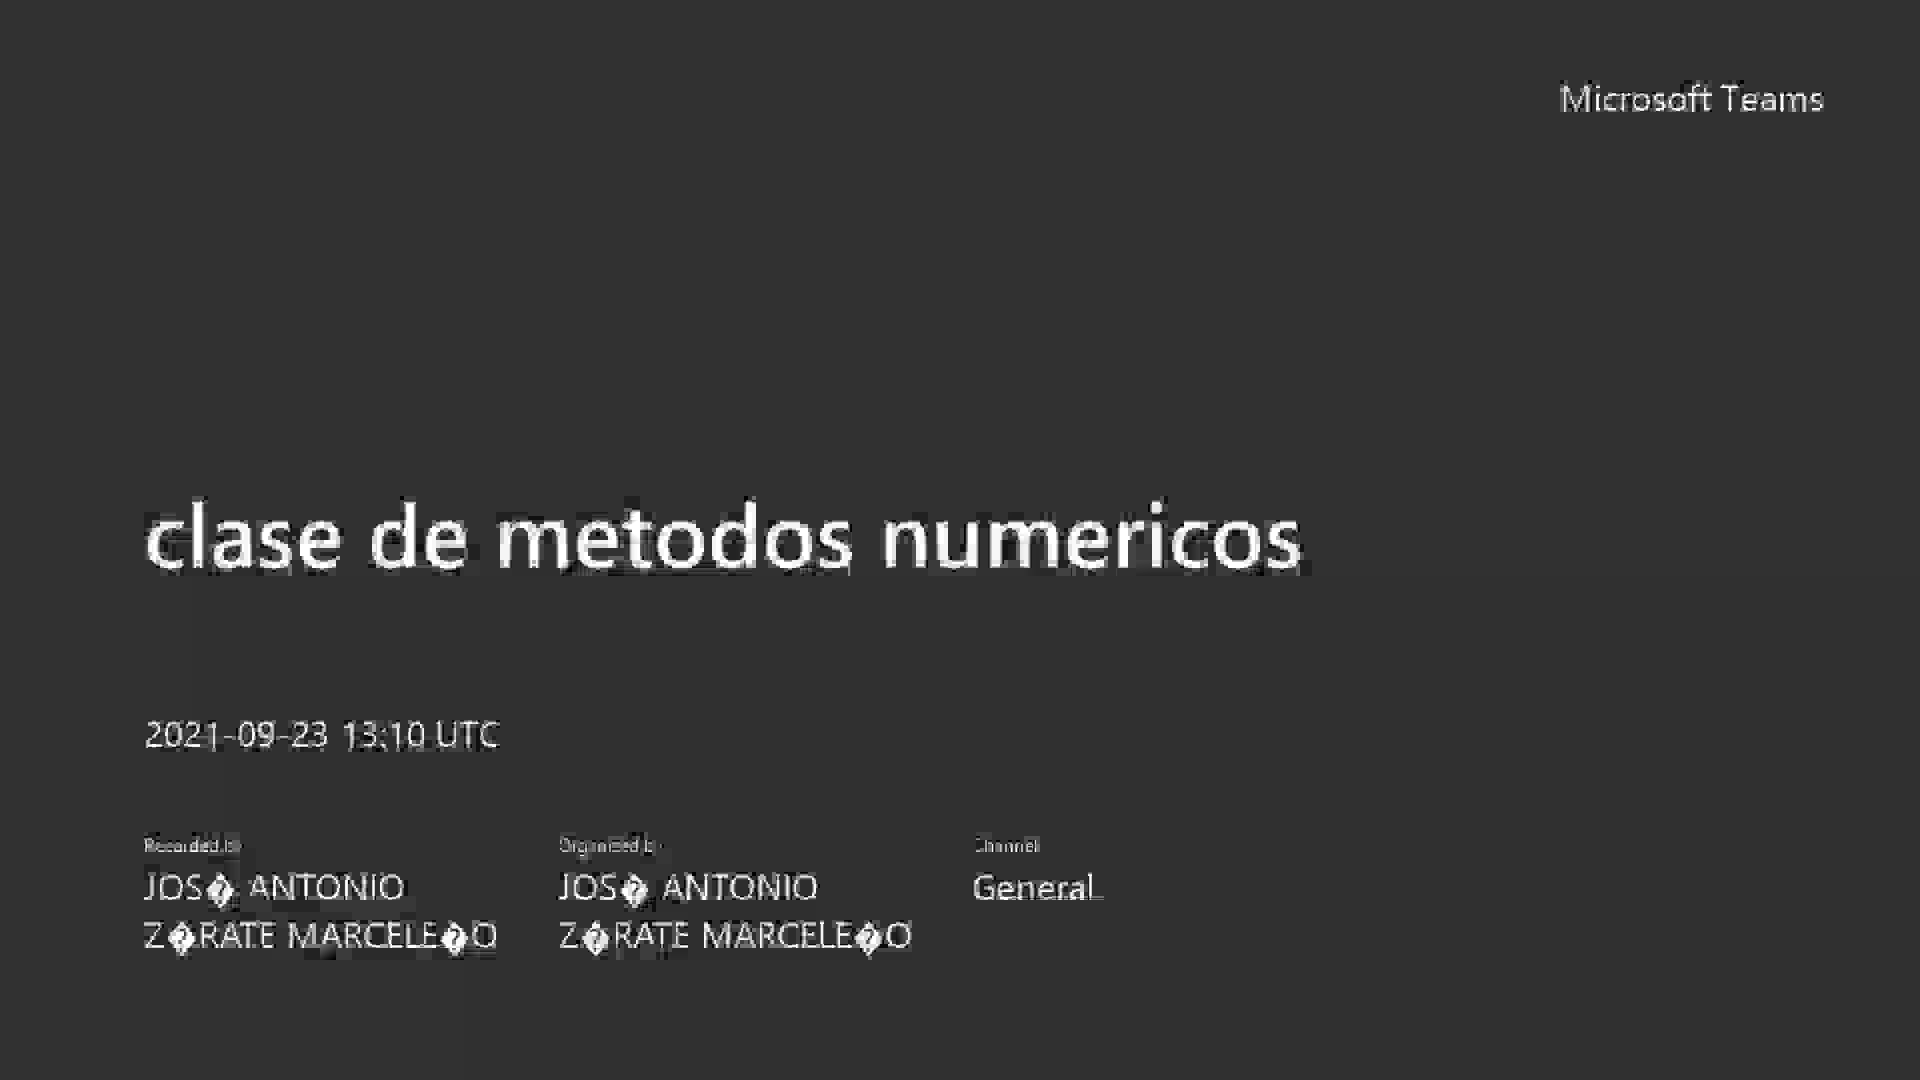 Microsoft Teams
clase de metodos numericos
2021-09-23 13:10 UTC
Recorded by
Organized by
Channel
JOS� ANTONIO
Z�RATE MARCELE�O
JOS� ANTONIO
Z�RATE MARCELE�O
General